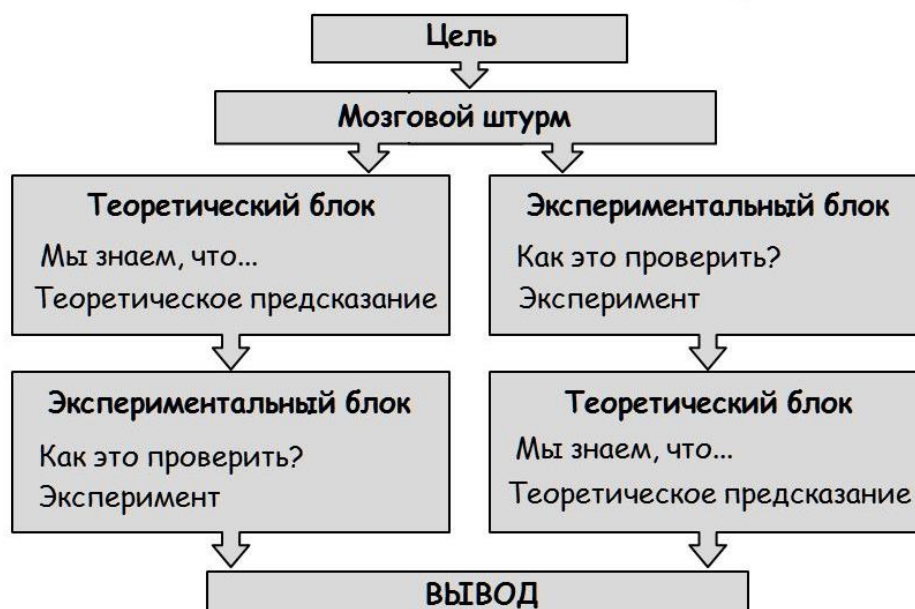 Цель
Мозговой штурм
Теоретический блок
Мы знаем, что...
Теоретическое предсказание
Экспериментальный блок
Как это проверить?
Эксперимент
Экспериментальный блок
Как это проверить?
Эксперимент
Теоретический блок
Мы знаем, что...
Теоретическое предсказание
ВЫВОД